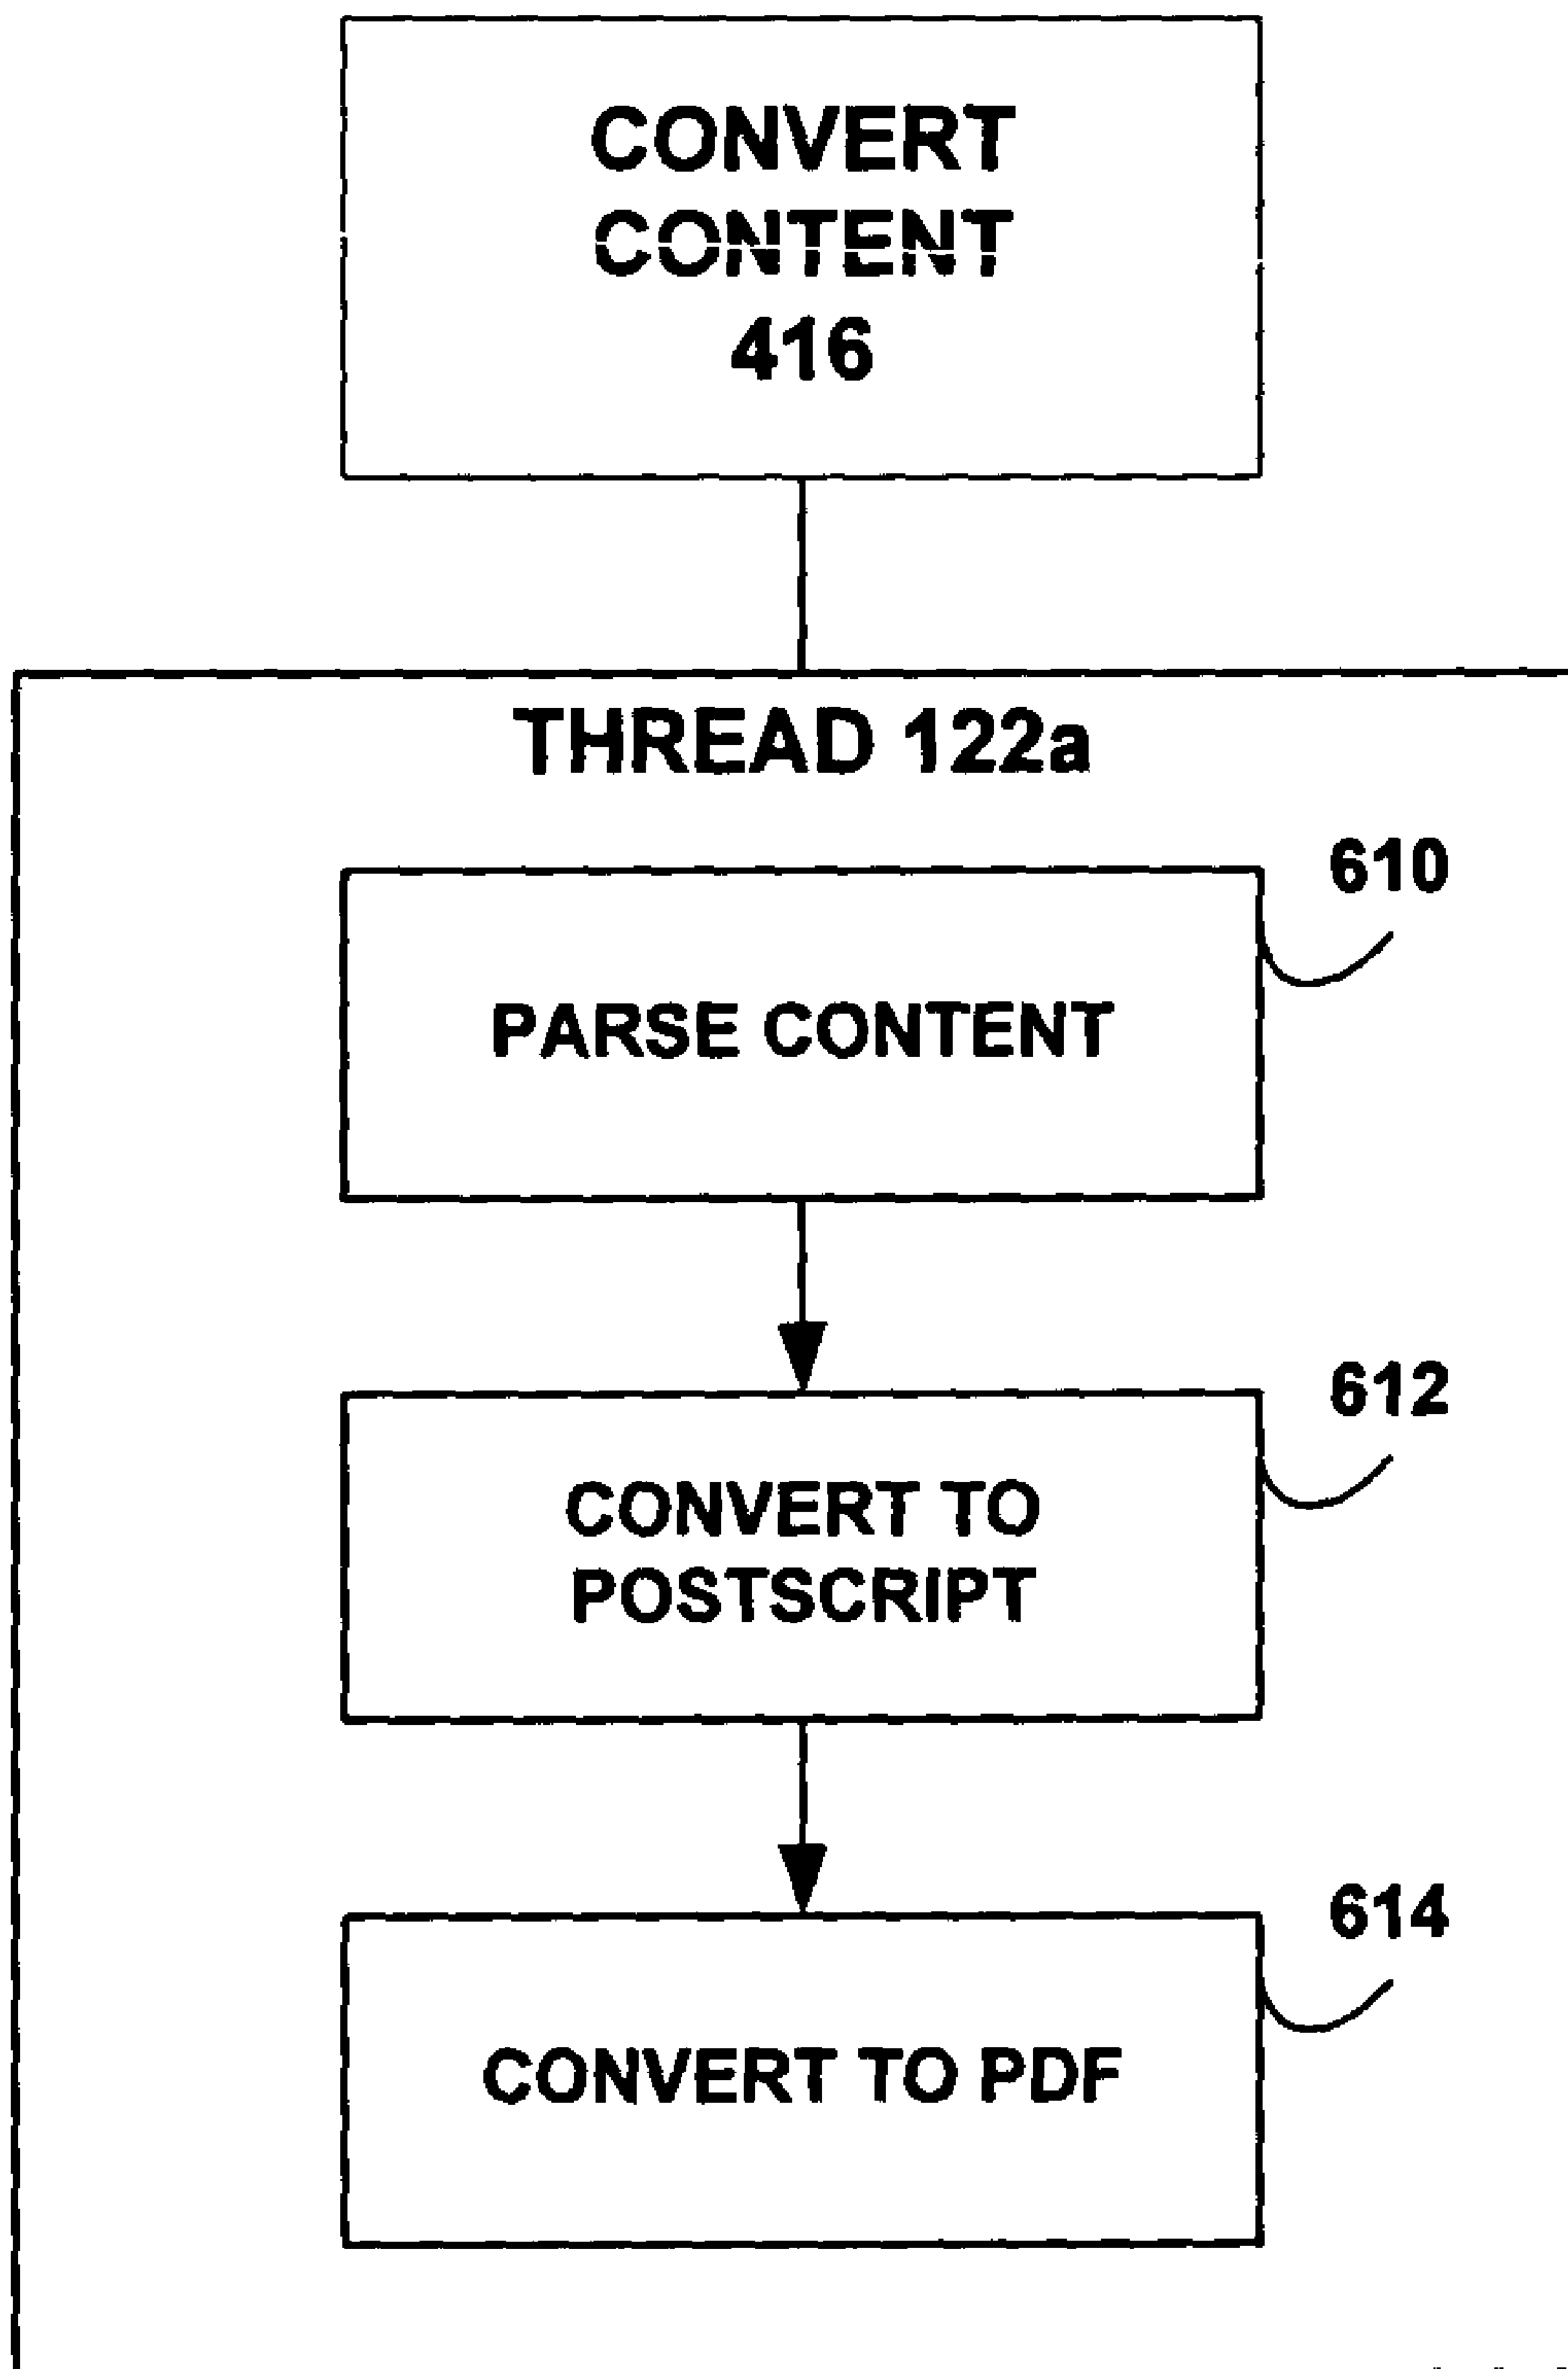 CONVERT
CONTENT
416
THREAD 122a
610
PARSE CONTENT
612
CONVERT TO
POSTSCRIPT
614
CONVERT TO PDF